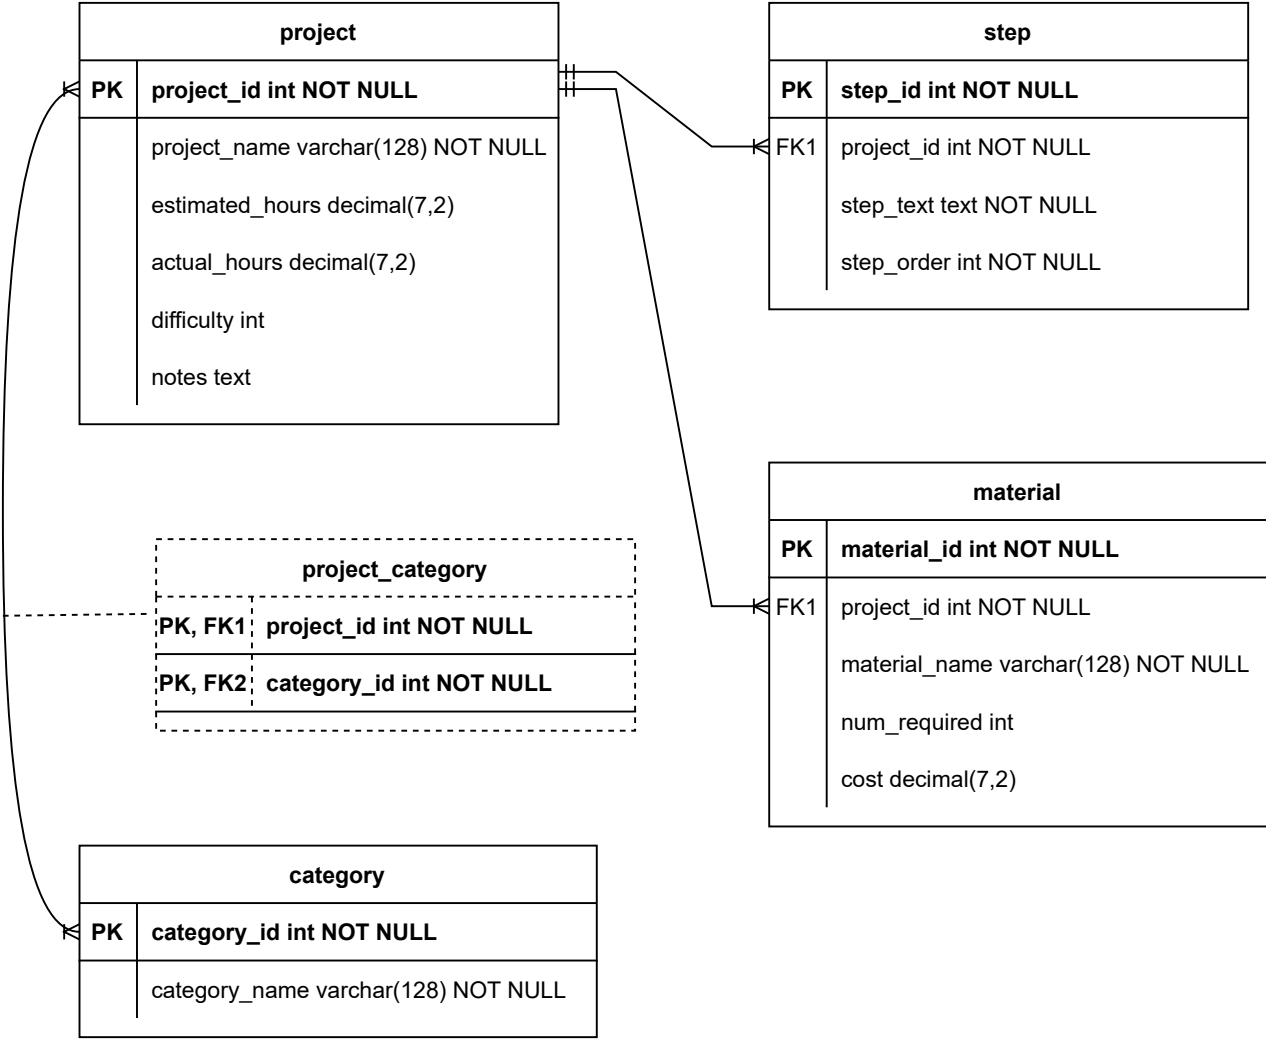 project
PK project_id int NOT NULL
project_name varchar(128) NOT NULL
estimated_hours decimal(7,2)
actual_hours decimal(7,2)
difficulty int
notes text
step
PK step_id int NOT NULL
FK1 project_id int NOT NULL
step_text text NOT NULL
step_order int NOT NULL
material
PK material_id int NOT NULL
FK1 project_id int NOT NULL
material_name varchar(128) NOT NULL
num_required int
cost decimal(7,2)
project_category
PK, FK1 project_id int NOT NULL
PK, FK2 category_id int NOT NULL
category
PK category_id int NOT NULL
category_name varchar(128) NOT NULL